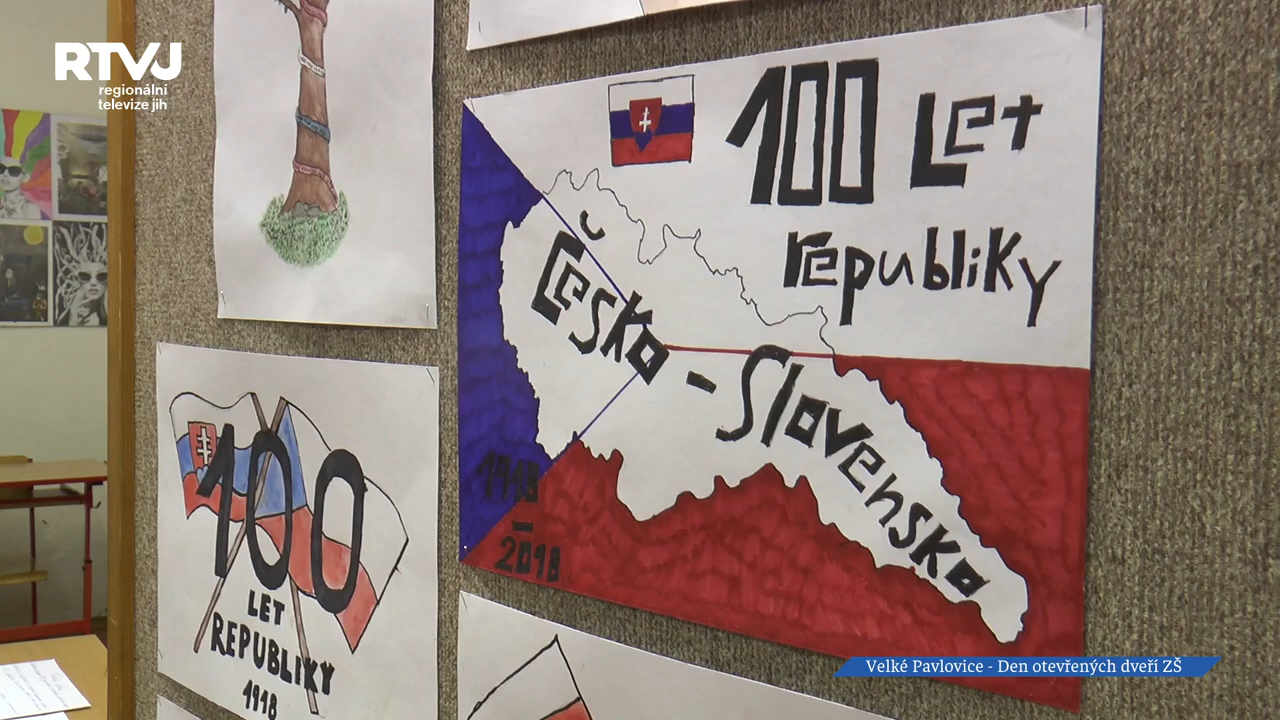 RTVJ
regionální
televize jih
100 Let
republiky
Česko - Slovensko
1918
-
2018
100
LET
REPUBLIKY
1918
Velké Pavlovice - Den otevřených dveří ZŠ